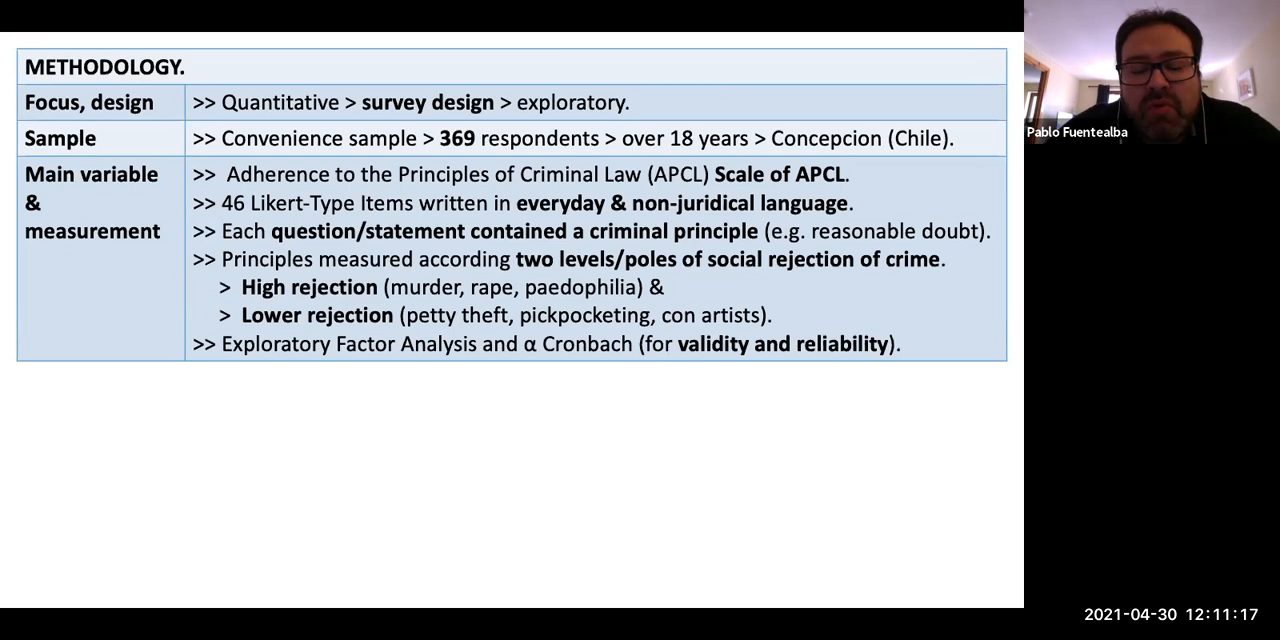 METHODOLOGY.
Focus, design >> Quantitative > survey design > exploratory.
Sample >> Convenience sample > 369 respondents > over 18 years > Concepcion (Chile).
Main variable & measurement
>> Adherence to the Principles of Criminal Law (APCL) Scale of APCL.
>> 46 Likert-Type Items written in everyday & non-juridical language.
>> Each question/statement contained a criminal principle (e.g. reasonable doubt).
>> Principles measured according two levels/poles of social rejection of crime.
> High rejection (murder, rape, paedophilia) &
> Lower rejection (petty theft, pickpocketing, con artists).
>> Exploratory Factor Analysis and α Cronbach (for validity and reliability).
Pablo Fuentealba
2021-04-30 12:11:17